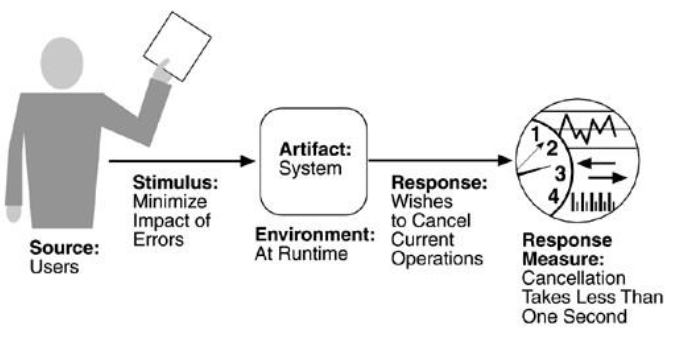 Source:
Users
Stimulus:
Minimize
Impact of
Errors
Artifact:
System
Environment:
At Runtime
Response:
Wishes
to Cancel
Current
Operations
1
2
3
4
Response
Measure:
Cancellation
Takes Less Than
One Second